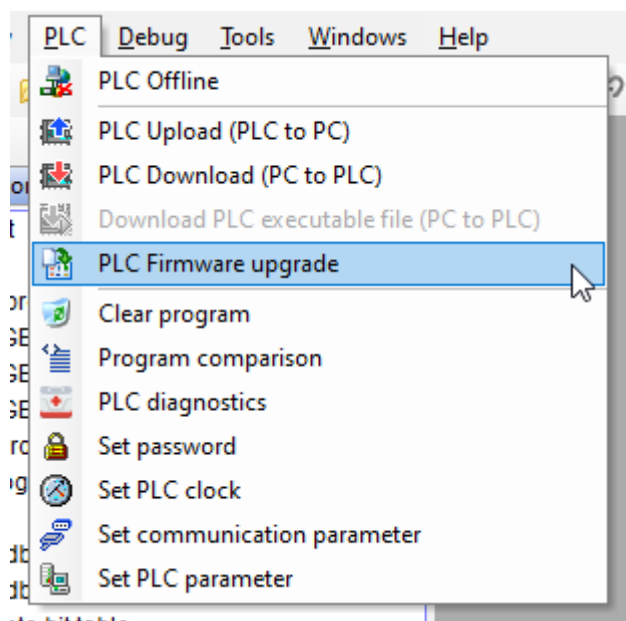 PLC Debug Tools Windows Help
PLC Offline
PLC Upload (PLC to PC)
PLC Download (PC to PLC)
Download PLC executable file (PC to PLC)
PLC Firmware upgrade
Clear program
Program comparison
PLC diagnostics
Set password
Set PLC clock
Set communication parameter
Set PLC parameter